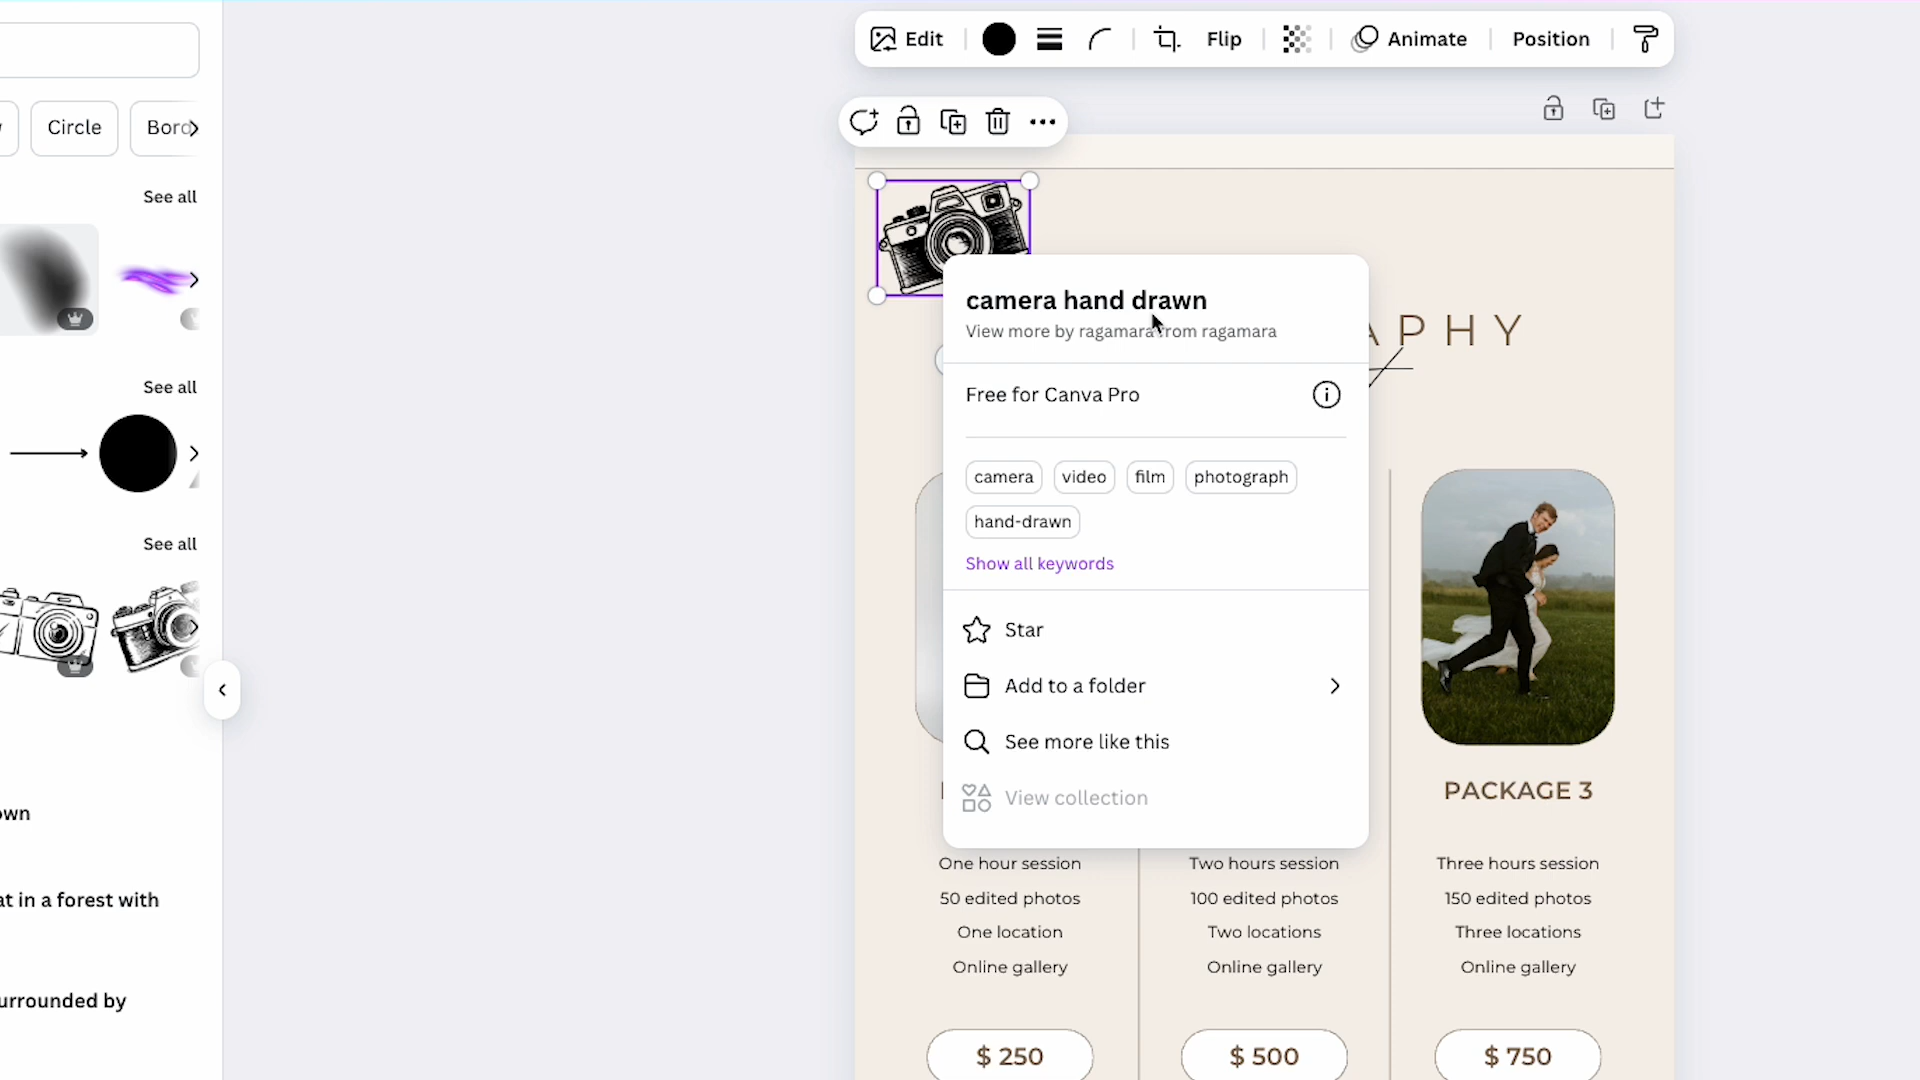 Edit
Flip
Animate
Position
Circle
See all
camera hand drawn
View more by ragamara from ragamara
APHY
See all
Free for Canva Pro
camera video film photograph
hand-drawn
Show all keywords
See all
Star
Add to a folder
See more like this
View collection
PACKAGE 3
own
at in a forest with
urrounded by
One hour session
50 edited photos
One location
Online gallery
$ 250
Two hours session
100 edited photos
Two locations
Online gallery
$ 500
Three hours session
150 edited photos
Three locations
Online gallery
$ 750